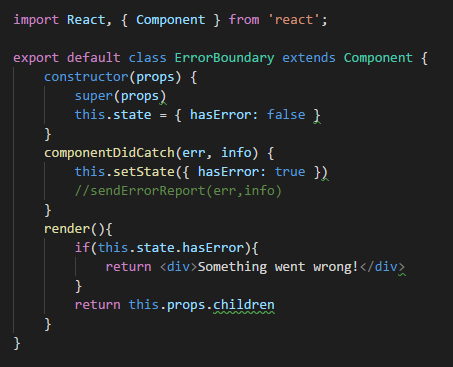 import React, { Component } from 'react';
export default class ErrorBoundary extends Component {
constructor(props) {
super(props)
this.state = { hasError: false }
}
componentDidCatch(err, info) {
this.setState({ hasError: true })
//sendErrorReport(err,info)
}
render(){
if(this.state.hasError){
return <div>Something went wrong!</div>
}
return this.props.children
}
}